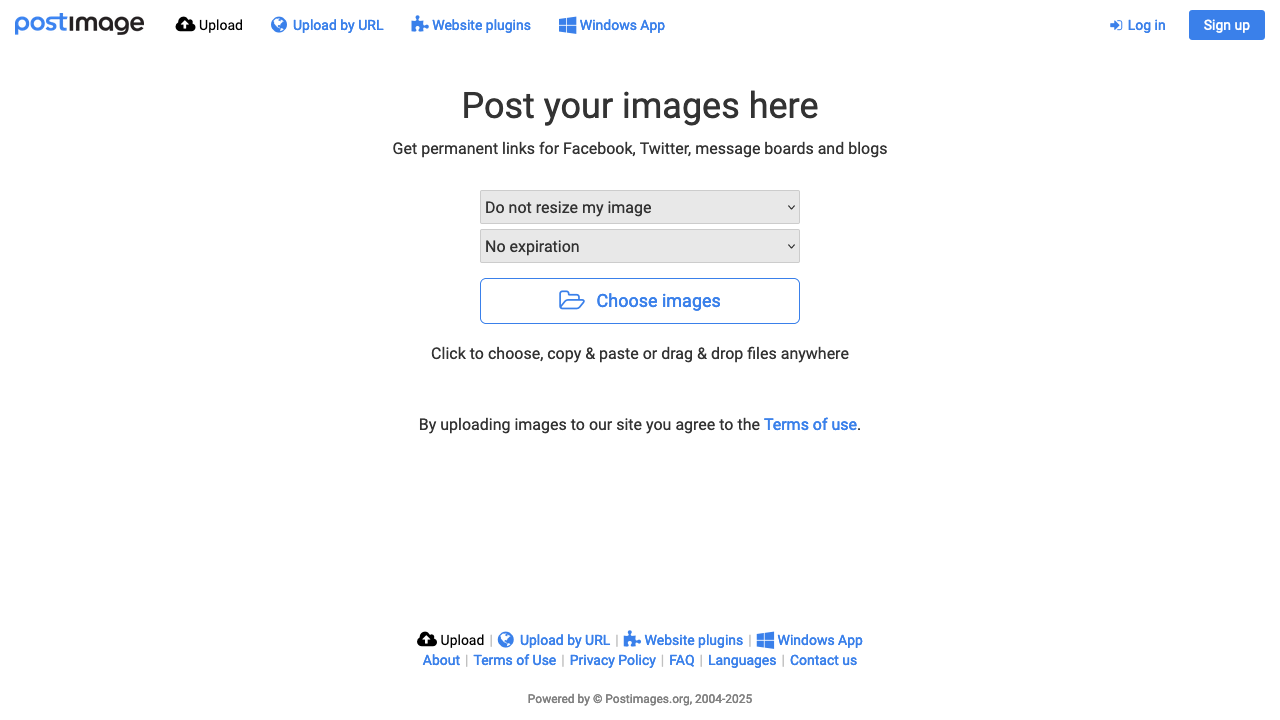 postimage Upload Upload by URL Website plugins Windows App Log in Sign up
Post your images here
Get permanent links for Facebook, Twitter, message boards and blogs
Do not resize my image
No expiration
Choose images
Click to choose, copy & paste or drag & drop files anywhere
By uploading images to our site you agree to the Terms of use.
Upload | Upload by URL | Website plugins | Windows App
About | Terms of Use | Privacy Policy | FAQ | Languages | Contact us
Powered by © Postimages.org, 2004-2025